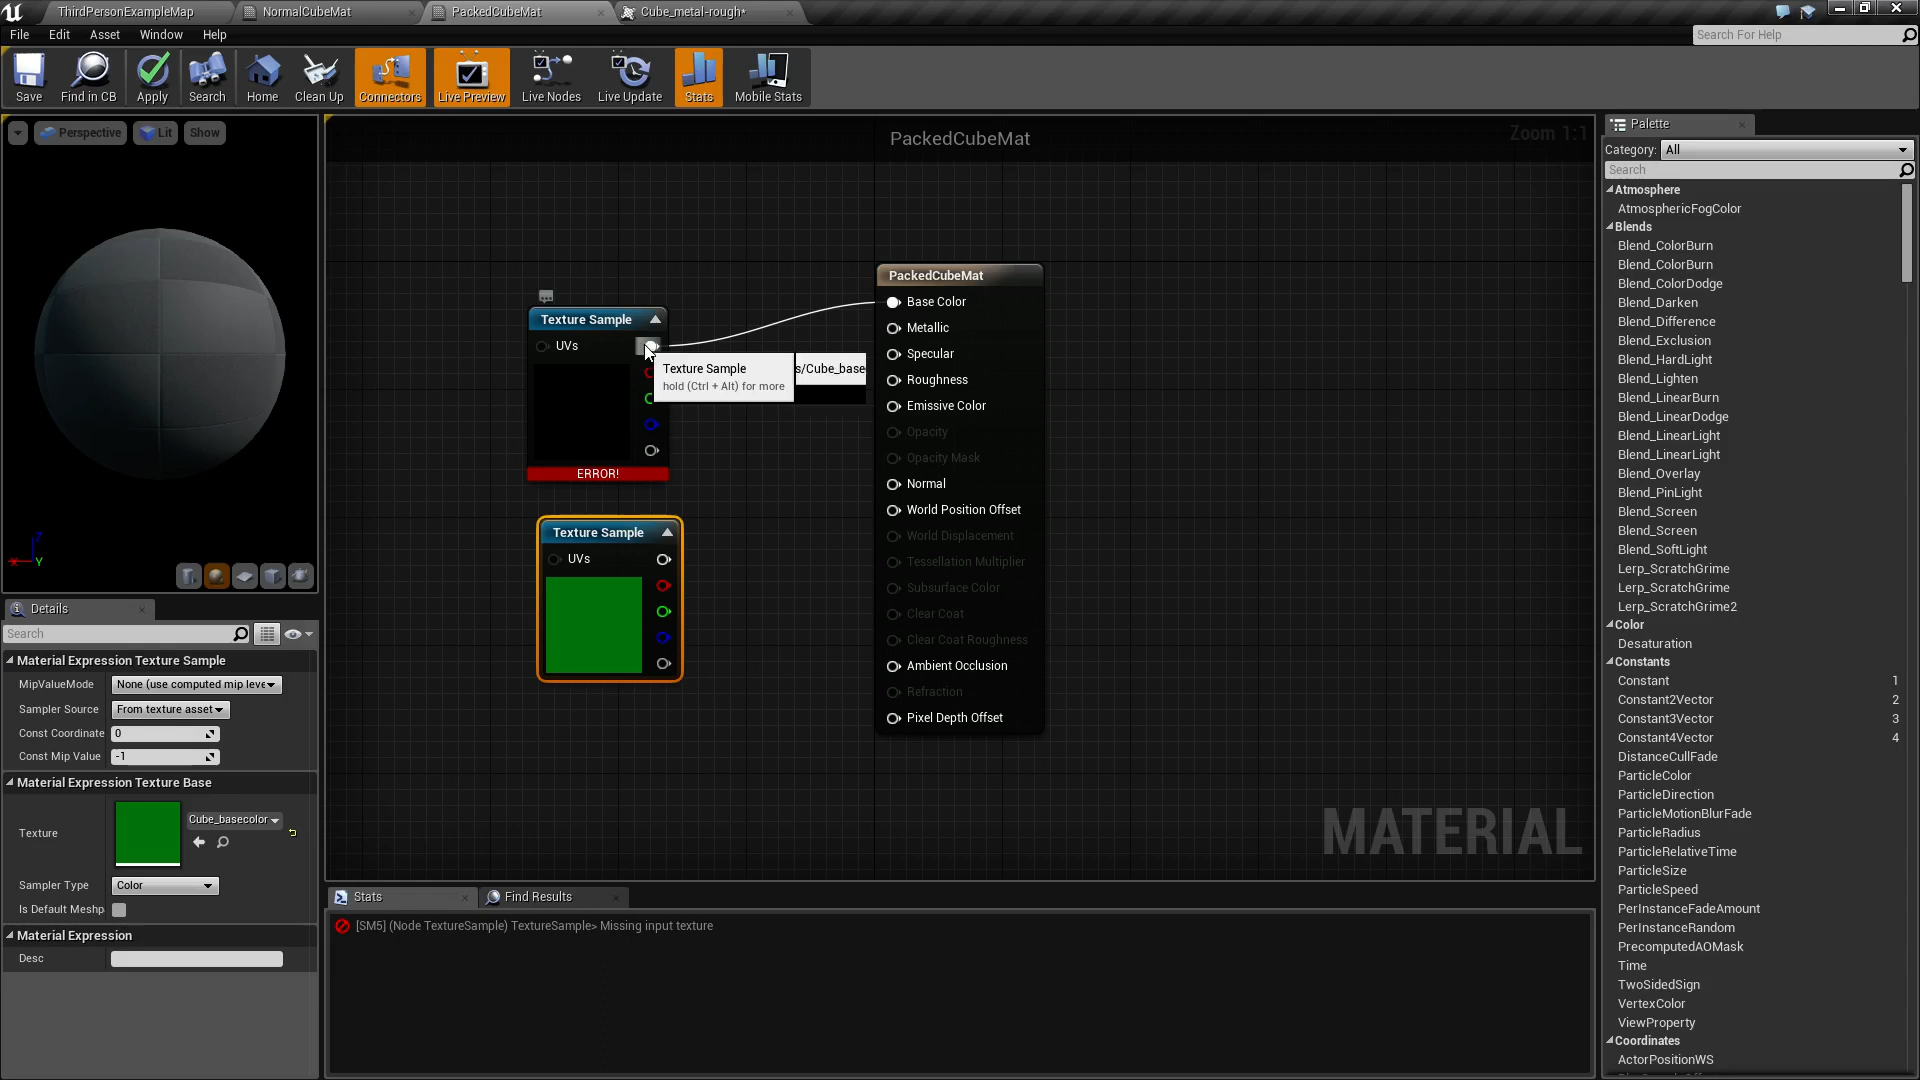 ThirdPersonExampleMap
NormalCubeMat
PackedCubeMat
Cube_metal-rough*
File
Edit
Asset
Window
Help
Search For Help
Save
Find in CB
Apply
Search
Home
Clean Up
Connectors
Live Preview
Live Nodes
Live Update
Stats
Mobile Stats
Perspective
Lit
Show
PackedCubeMat
Zoom 1:1
Texture Sample
UVs
ERROR!
Texture Sample
hold (Ctrl + Alt) for more
s/Cube_base
Texture Sample
UVs
PackedCubeMat
Base Color
Metallic
Specular
Roughness
Emissive Color
Opacity
Opacity Mask
Normal
World Position Offset
World Displacement
Tessellation Multiplier
Subsurface Color
Clear Coat
Clear Coat Roughness
Ambient Occlusion
Refraction
Pixel Depth Offset
MATERIAL
Z
X
Y
Details
Search
Material Expression Texture Sample
MipValueMode
None (use computed mip leve
Sampler Source
From texture asset
Const Coordinate
0
Const Mip Value
-1
Material Expression Texture Base
Texture
Cube_basecolor
Sampler Type
Color
Is Default Meshp
Material Expression
Desc
Stats
Find Results
[SM5] (Node TextureSample) TextureSample> Missing input texture
Palette
Category:
All
Search
Atmosphere
AtmosphericFogColor
Blends
Blend_ColorBurn
Blend_ColorBurn
Blend_ColorDodge
Blend_Darken
Blend_Difference
Blend_Exclusion
Blend_HardLight
Blend_Lighten
Blend_LinearBurn
Blend_LinearDodge
Blend_LinearLight
Blend_LinearLight
Blend_Overlay
Blend_PinLight
Blend_Screen
Blend_Screen
Blend_SoftLight
Lerp_ScratchGrime
Lerp_ScratchGrime
Lerp_ScratchGrime2
Color
Desaturation
Constants
Constant 1
Constant2Vector 2
Constant3Vector 3
Constant4Vector 4
DistanceCullFade
ParticleColor
ParticleDirection
ParticleMotionBlurFade
ParticleRadius
ParticleRelativeTime
ParticleSize
ParticleSpeed
PerInstanceFadeAmount
PerInstanceRandom
PrecomputedAOMask
Time
TwoSidedSign
VertexColor
ViewProperty
Coordinates
ActorPositionWS